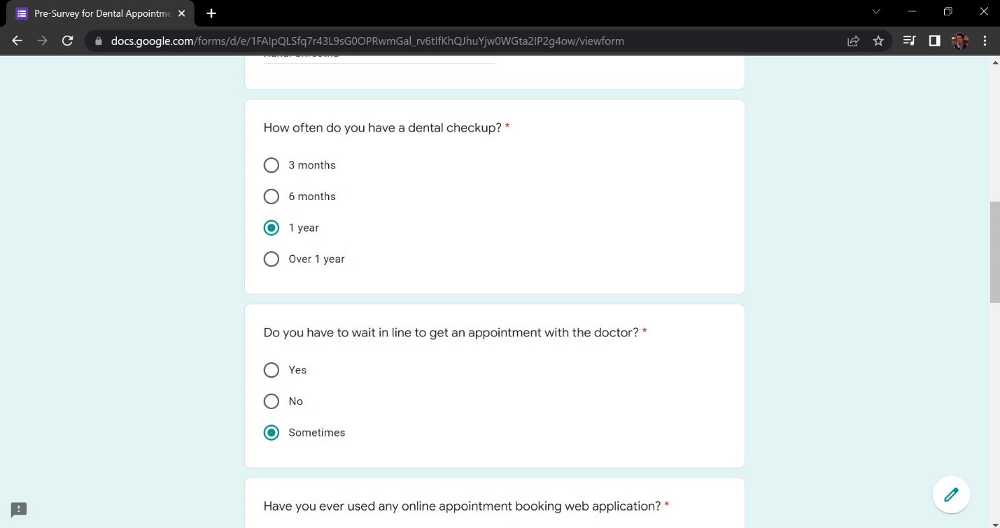 Pre-Survey for Dental Appointme
docs.google.com/forms/d/e/1FAIpQLSfq7r43L9sG0OPRwmGal_rv6tIfKhQJhuYjw0WGta2IP2g4ow/viewform
How often do you have a dental checkup? *
3 months
6 months
1 year
Over 1 year
Do you have to wait in line to get an appointment with the doctor? *
Yes
No
Sometimes
Have you ever used any online appointment booking web application? *